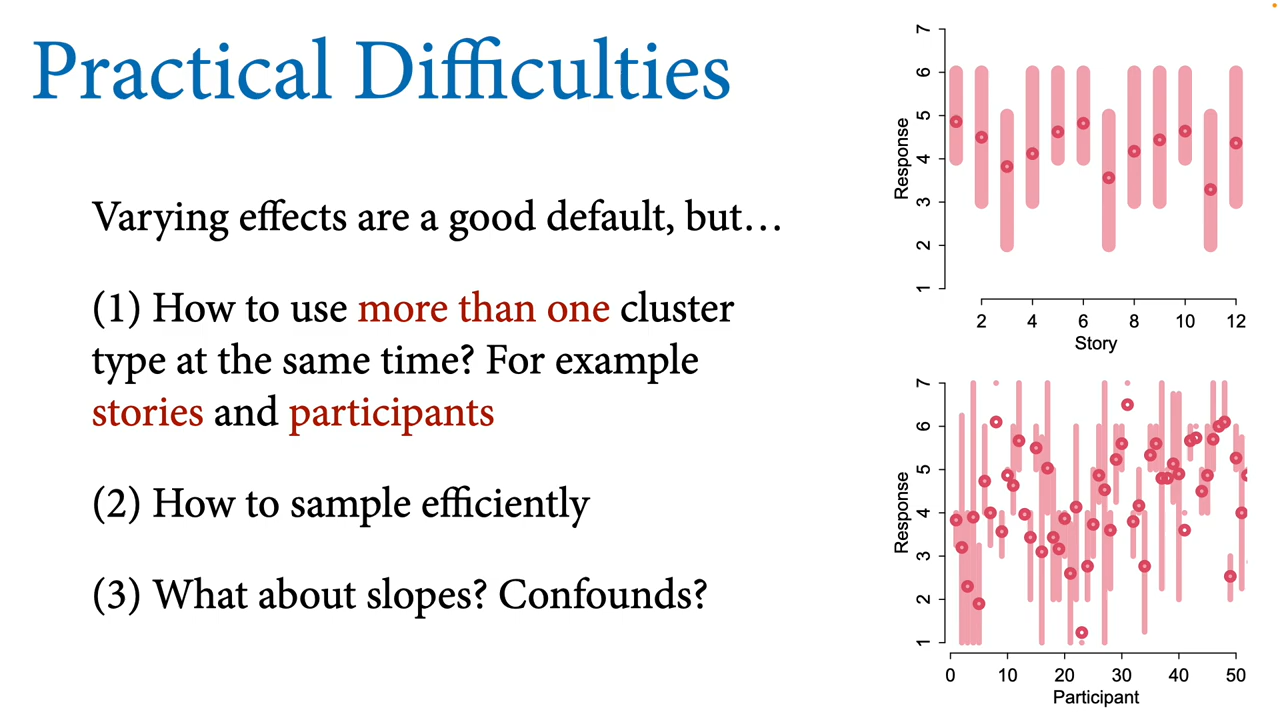 Practical Difficulties
Varying effects are a good default, but…
(1) How to use more than one cluster
type at the same time? For example
stories and participants
(2) How to sample efficiently
(3) What about slopes? Confounds?
Response
7
6
5
4
3
2
1
2 4 6 8 10 12
Story
Response
7
6
5
4
3
2
1
0 10 20 30 40 50
Participant